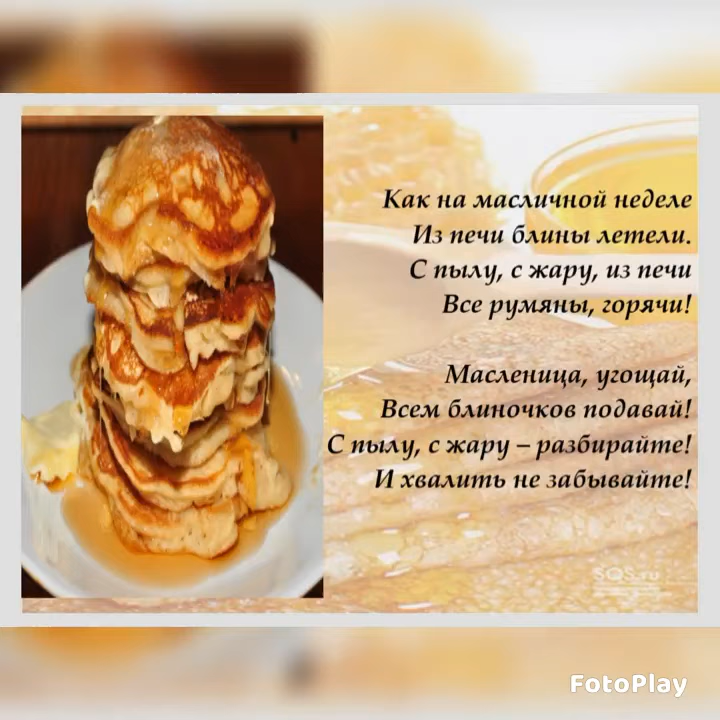 Как на масличной неделе
Из печи блины летели.
С пылу, с жару, из печи
Все румяны, горячи!
Масленица, угощай,
Всем блиночков подавай!
С пылу, с жару – разбирайте!
И хвалить не забывайте!
SQS.ru
FotoPlay